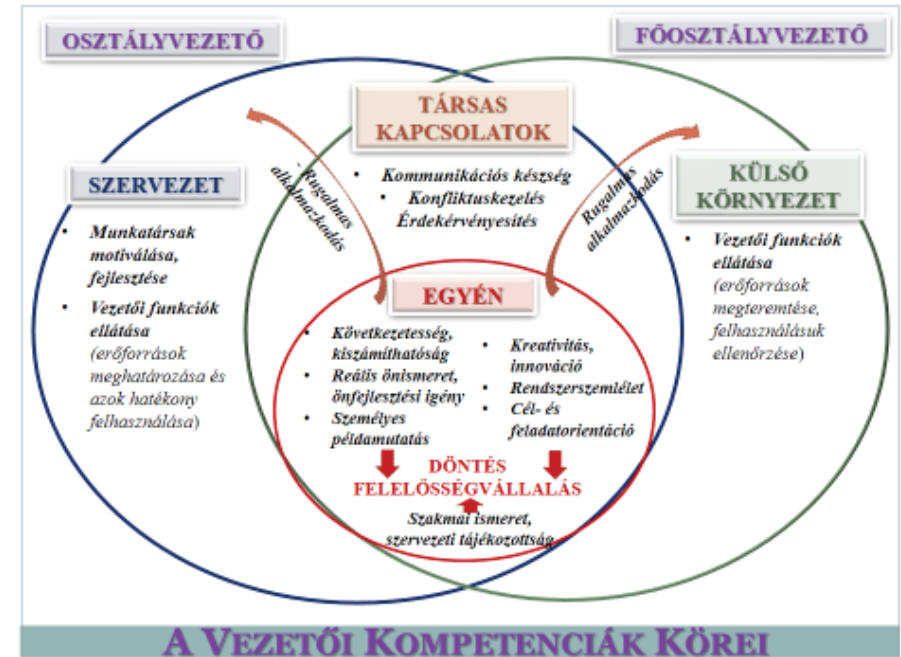 OSZTÁLYVEZETŐ
FŐOSZTÁLYVEZETŐ
TÁRSAS
KAPCSOLATOK
• Kommunikációs készség
• Konfliktuskezelés
Érdekérvényesítés
- Rugalmas
alkalmazkodás
Rugalmas
alkalmazkodás
SZERVEZET
• Munkatársak
motiválása,
fejlesztése
• Vezetői funkciók
ellátása
(erőforrások
meghatározása és
azok hatékony
felhasználása)
KÜLSŐ
KÖRNYEZET
• Vezetői funkciók
ellátása
(erőforrások
megteremtése,
felhasználásuk
ellenőrzése)
EGYÉN
• Következetesség,
kiszámíthatóság
• Reális önismeret,
önfejlesztési igény
• Személyes
példamutatás
• Kreativitás,
innováció
• Rendszerszemlélet
• Cél- és
feladatorientáció
DÖNTÉS
FELELŐSSÉGVÁLLALÁS
Szakmai ismeret,
szervezeti tájékozottság
A VEZETŐI KOMPETENCIÁK KÖREI